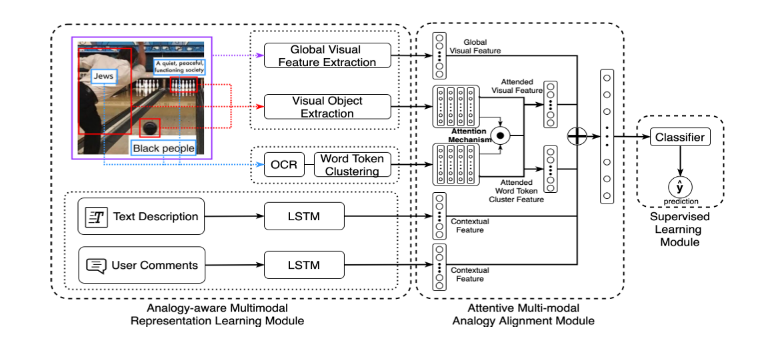 Jews
A quiet, peaceful,
functioning society
Black people
Global Visual
Feature Extraction
Visual Object
Extraction
OCR
Word Token
Clustering
Text Description
LSTM
User Comments
LSTM
Analogy-aware Multimodal
Representation Learning Module
Global
Visual Feature
Attended
Visual Feature
Attention
Mechanism
Attended
Word Token
Cluster Feature
Contextual
Feature
Contextual
Feature
Attentive Multi-modal
Analogy Alignment Module
Classifier
ŷ
prediction
Supervised
Learning
Module